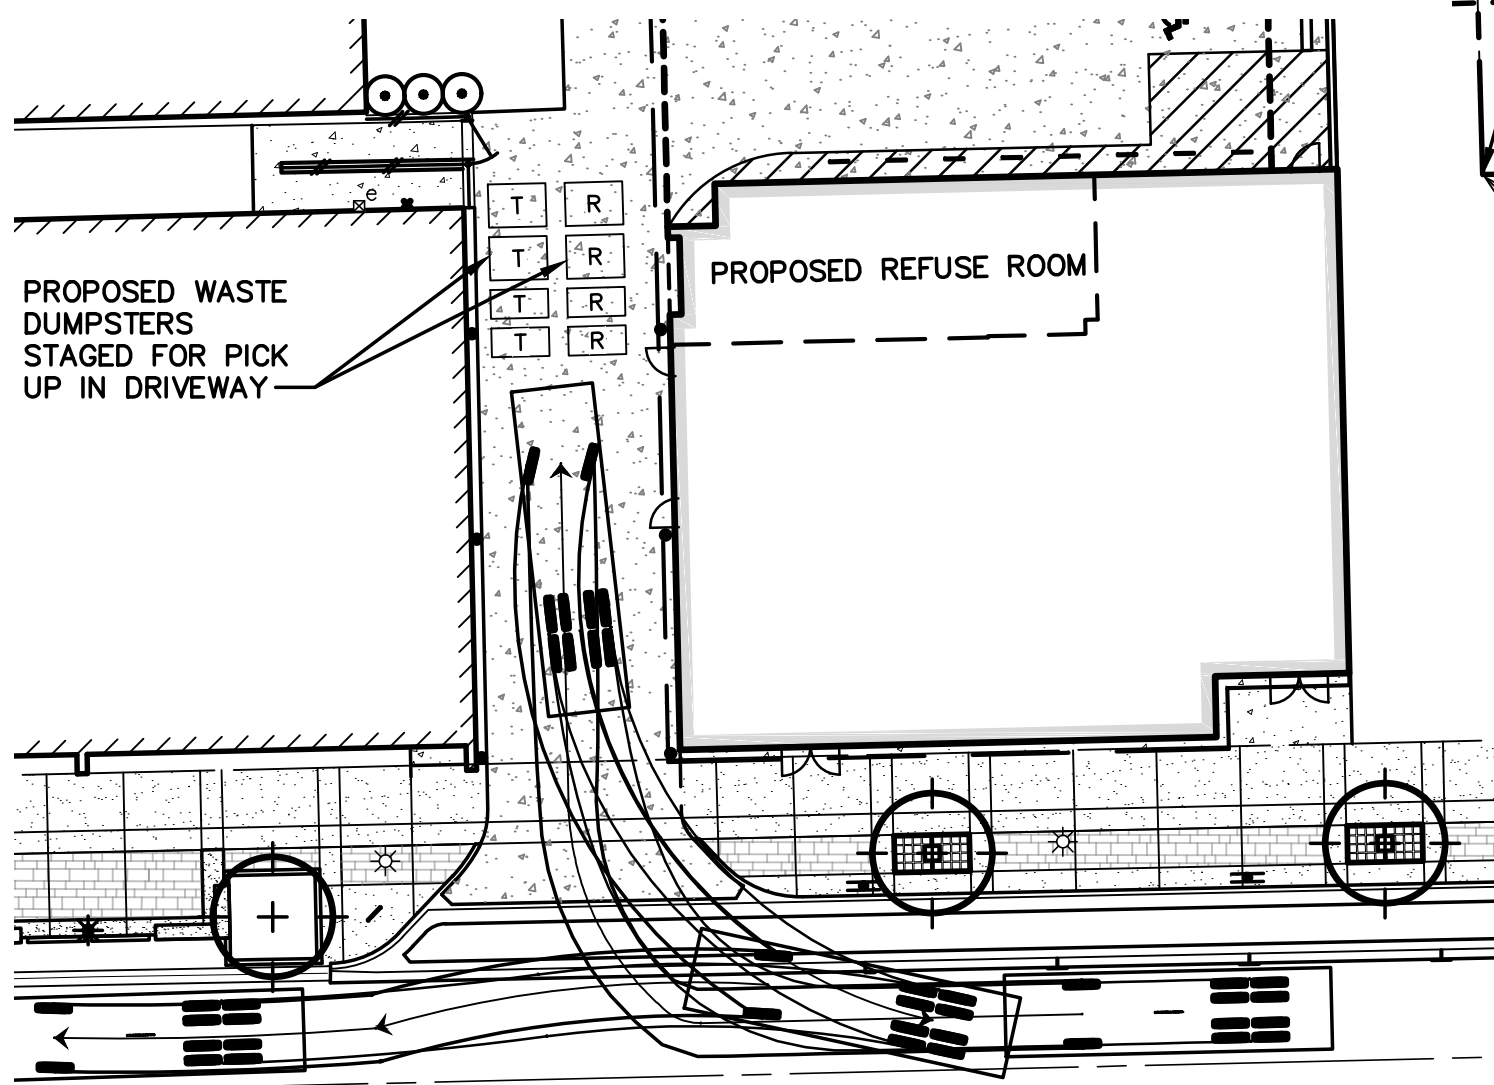 e
T R
T R
T R
T R
PROPOSED REFUSE ROOM
PROPOSED WASTE
DUMPSTERS
STAGED FOR PICK
UP IN DRIVEWAY